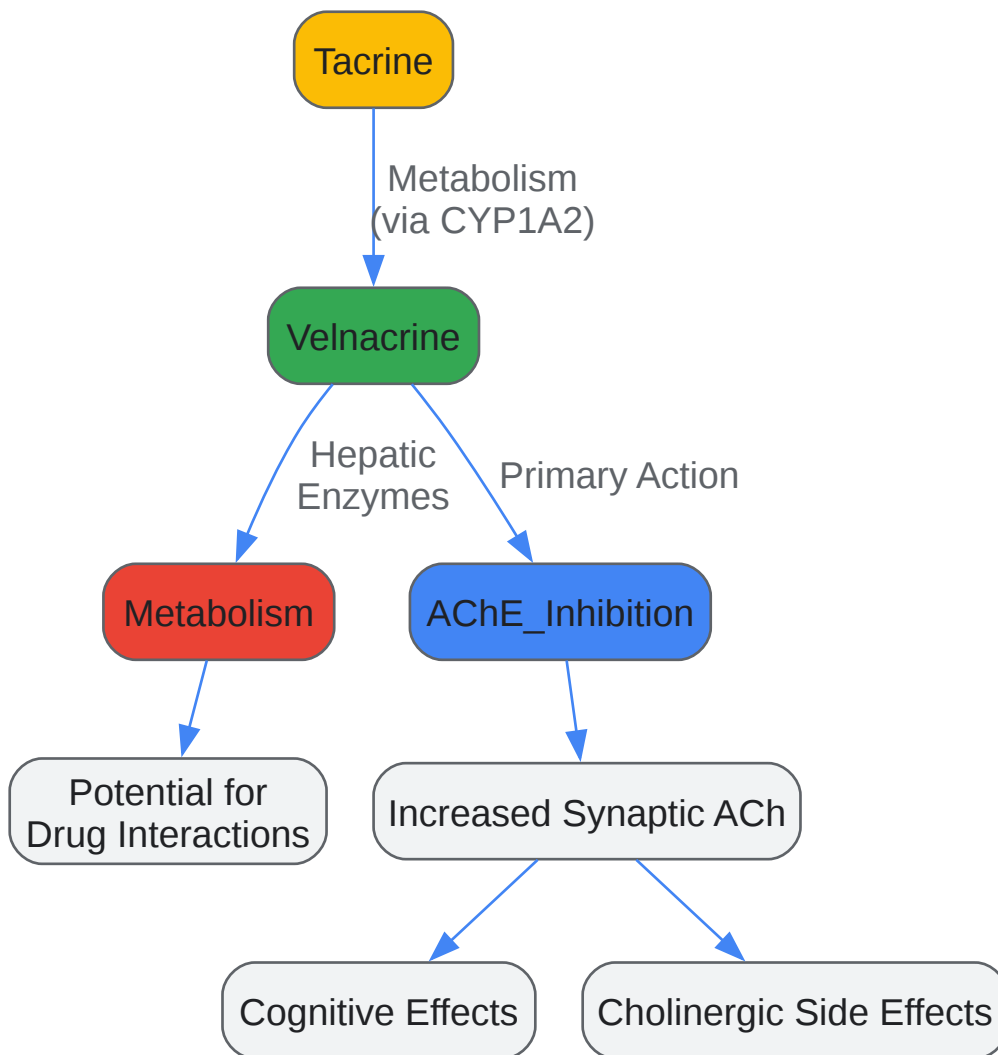 Tacrine
Metabolism
(via CYP1A2)
Velnacrine
Hepatic
Enzymes
Primary Action
Metabolism
AChE_Inhibition
Potential for
Drug Interactions
Increased Synaptic ACh
Cognitive Effects
Cholinergic Side Effects